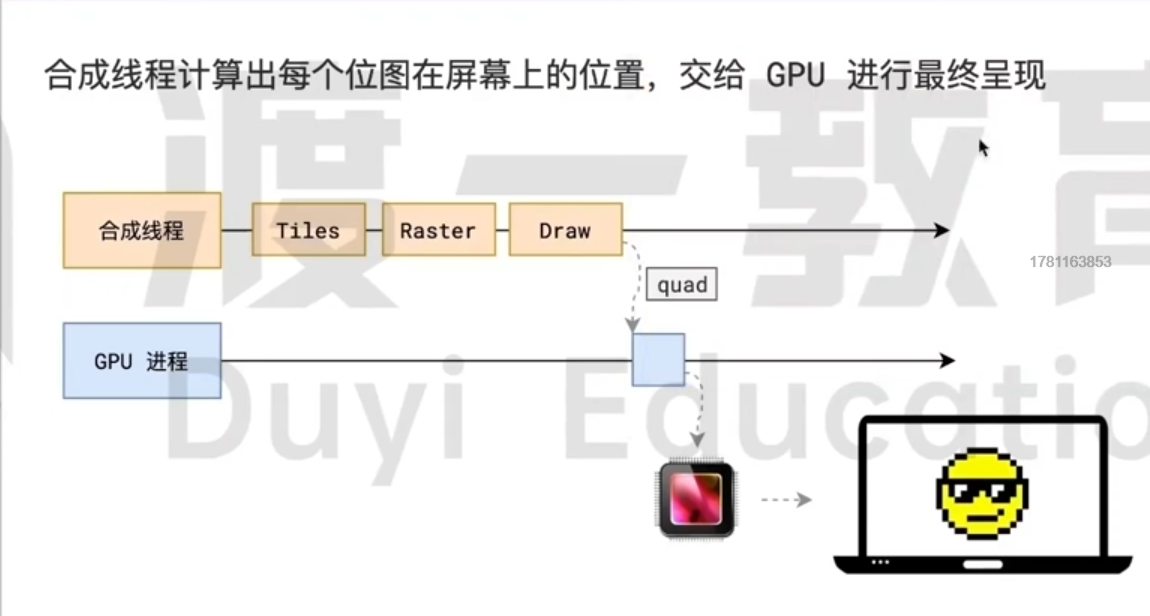 合成线程计算出每个位图在屏幕上的位置，交给 GPU 进行最终呈现
渡一教育
合成线程
Tiles
Raster
Draw
1781163853
quad
GPU 进程
Duyi Educatio